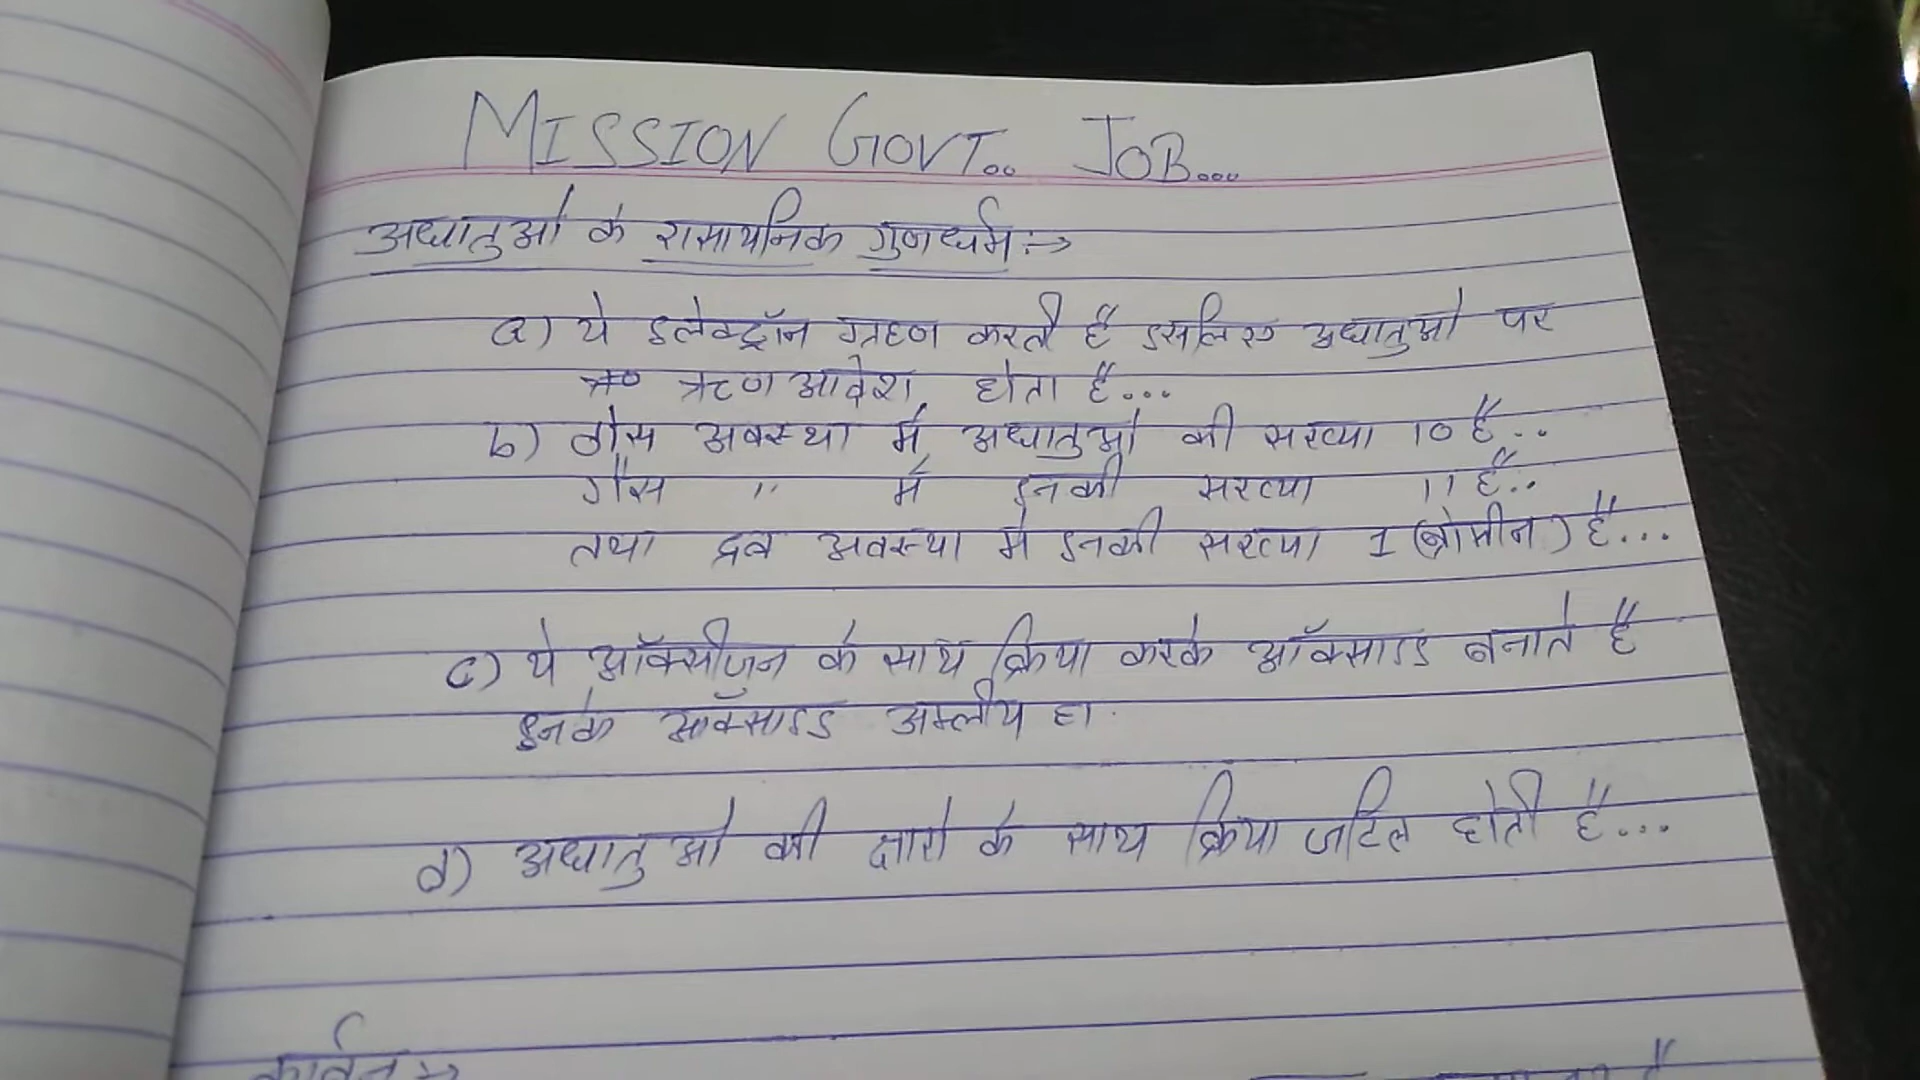 MISSION GOVT.. JOB...
अधातुओं के रासायनिक गुणधर्म :->
a) ये इलेक्ट्रॉन ग्रहण करती है इसलिए अधातुओं पर
ऋण आवेश होता है...
b) ठोस अवस्था में अधातुओं की संख्या 10 है..
गैस " में इनकी संख्या 11 है..
तथा द्रव अवस्था में इनकी संख्या 1 (ब्रोमीन) है...
c) ये ऑक्सीजन के साथ क्रिया करके ऑक्साइड बनाते है
इनके ऑक्साइड अम्लीय
d) अधातुओं की क्षारों के साथ क्रिया जटिल होती है...
कार्बन :->